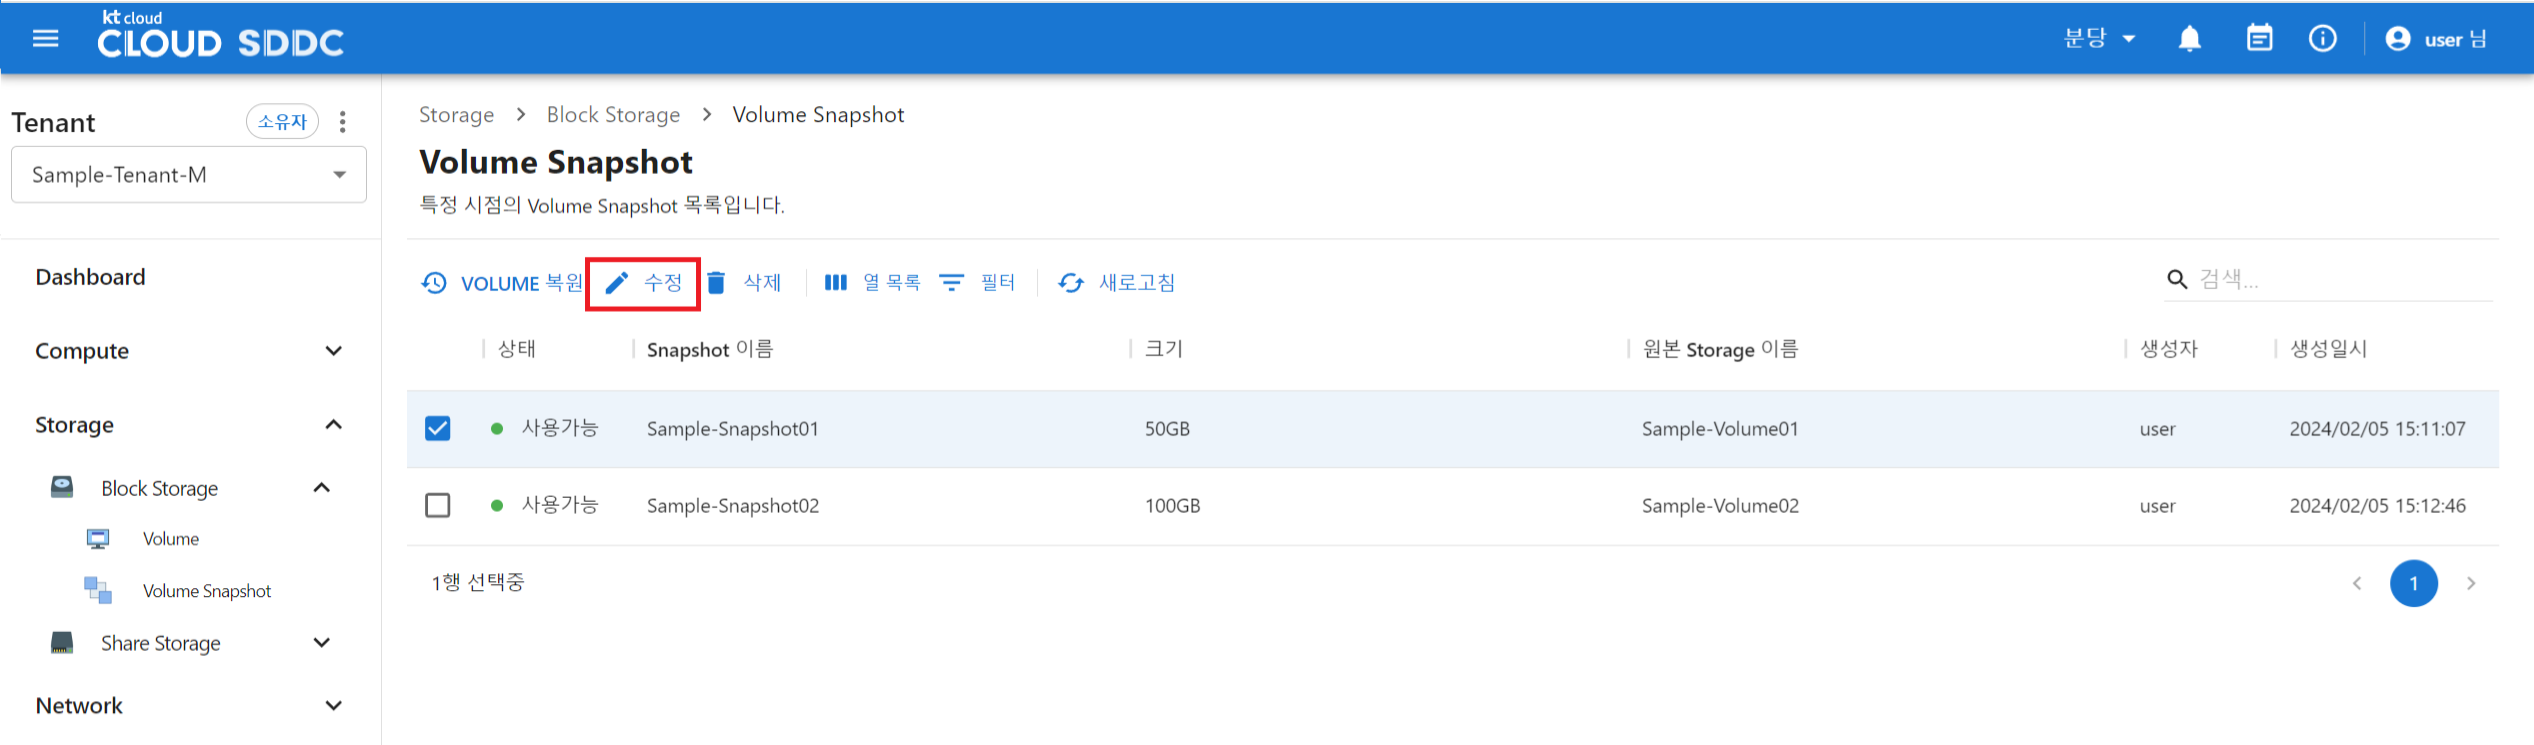 kt cloud
CLOUD SDDC
분당
user 님
Tenant
소유자
Sample-Tenant-M
Dashboard
Compute
Storage
Block Storage
Volume
Volume Snapshot
Share Storage
Network
Storage > Block Storage > Volume Snapshot
Volume Snapshot
특정 시점의 Volume Snapshot 목록입니다.
VOLUME 복원 수정 삭제 열 목록 필터 새로고침
검색...
상태 Snapshot 이름 크기 원본 Storage 이름 생성자 생성일시
사용가능 Sample-Snapshot01 50GB Sample-Volume01 user 2024/02/05 15:11:07
사용가능 Sample-Snapshot02 100GB Sample-Volume02 user 2024/02/05 15:12:46
1행 선택중
1